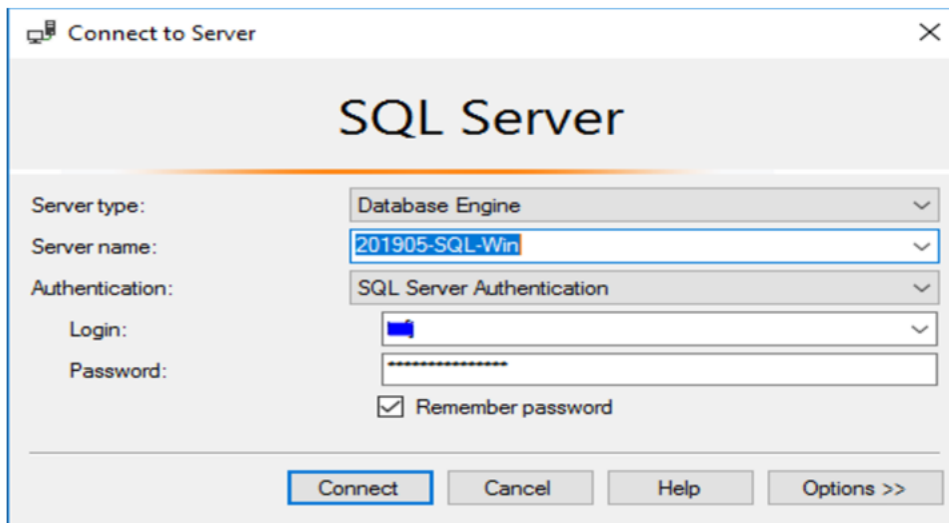 Connect to Server
SQL Server
Server type: Database Engine
Server name: 201905-SQL-Win
Authentication: SQL Server Authentication
Login:
Password: ***************
Remember password
Connect Cancel Help Options >>